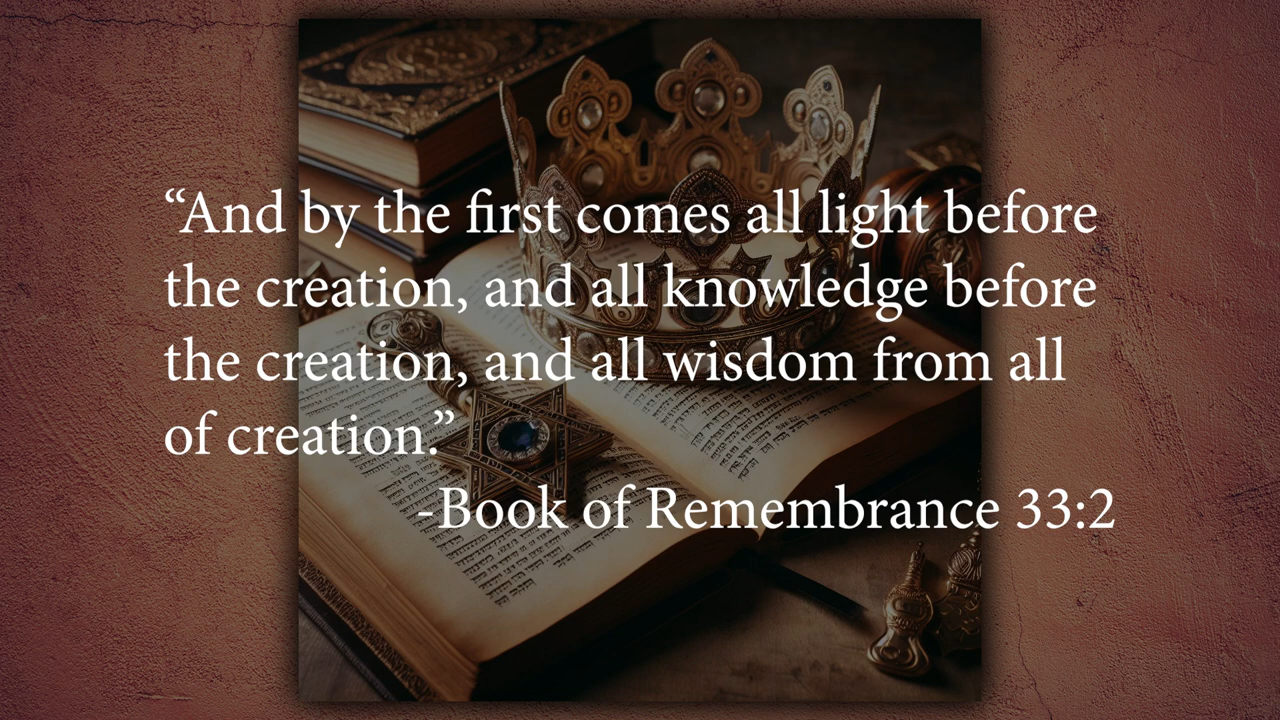 “And by the first comes all light before
the creation, and all knowledge before
the creation, and all wisdom from all
of creation.”
-Book of Remembrance 33:2